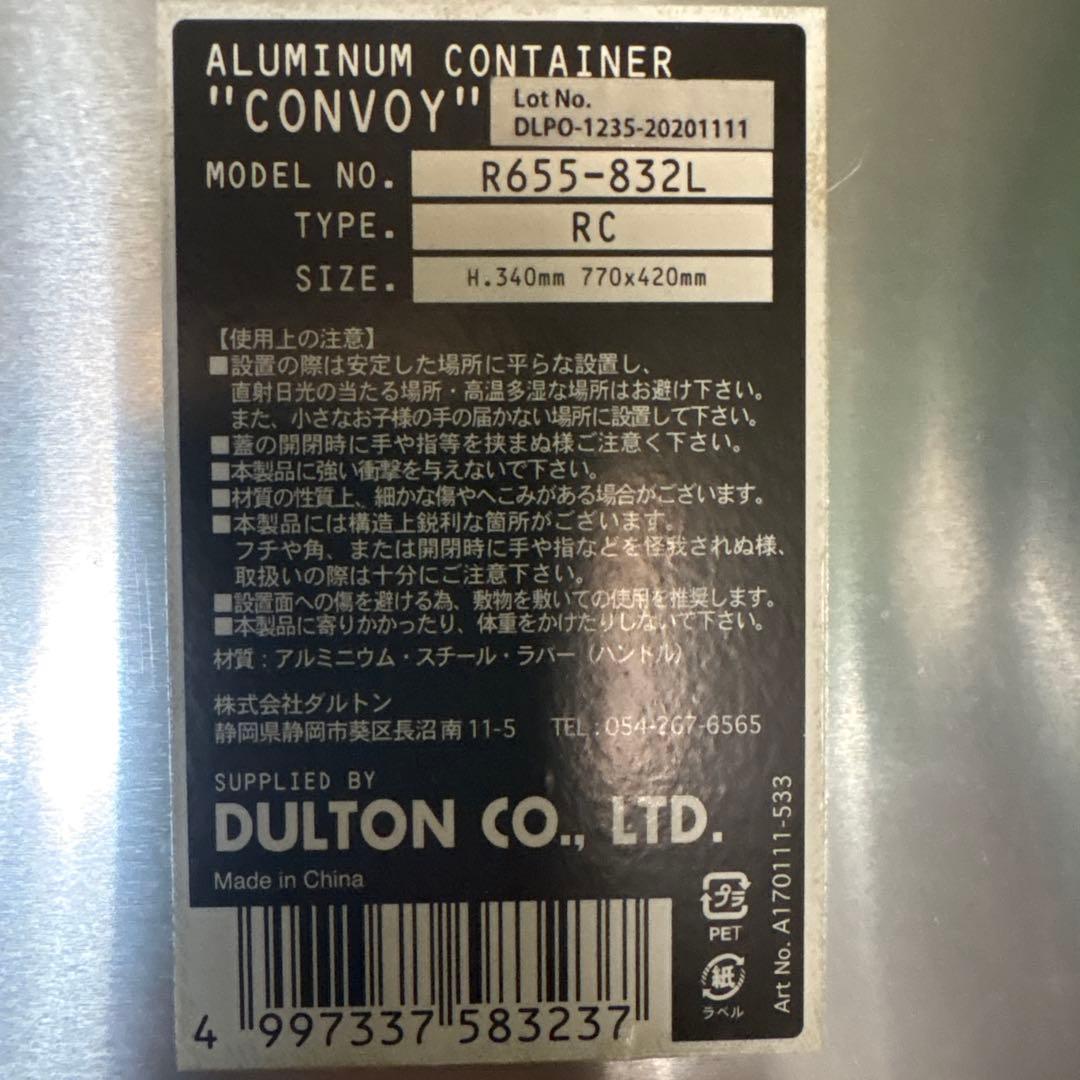 ALUMINUM CONTAINER
"CONVOY"
Lot No.
DLPO-1235-20201111
MODEL NO. R655-832L
TYPE. RC
SIZE. H.340mm 770x420mm
【使用上の注意】
■設置の際は安定した場所に平らな設置し、
直射日光の当たる場所・高温多湿な場所はお避け下さい。
また、小さなお子様の手の届かない場所に設置して下さい。
■蓋の開閉時に手や指等を挟まぬ様ご注意く下さい。
■本製品に強い衝撃を与えないで下さい。
■材質の性質上、細かな傷やへこみがある場合がございます。
■本製品には構造上鋭利な箇所がございます。
フチや角、または開閉時に手や指などを怪我されぬ様、
取扱いの際は十分にご注意下さい。
■設置面への傷を避ける為、敷物を敷いての使用を推奨します。
■本製品に寄りかかったり、体重をかけたりしないで下さい。
材質：アルミニウム・スチール・ラバー（ハンドル）
株式会社ダルトン
静岡県静岡市葵区長沼南11-5 TEL：054-267-6565
SUPPLIED BY
DULTON CO., LTD.
Made in China
プラ
PET
紙
ラベル
Art No. A170111-533
4 997337 583237